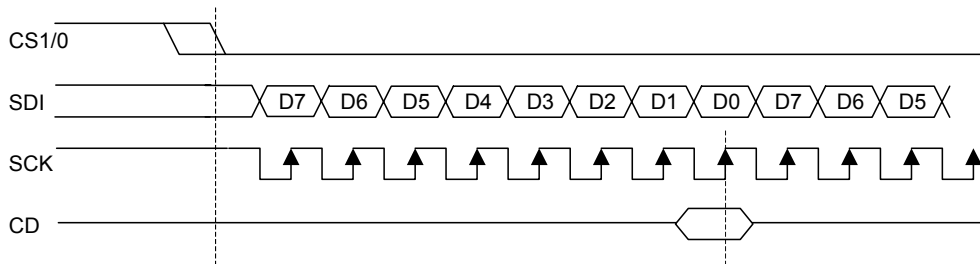 CS1/0
SDI D7 D6 D5 D4 D3 D2 D1 D0 D7 D6 D5
SCK
CD